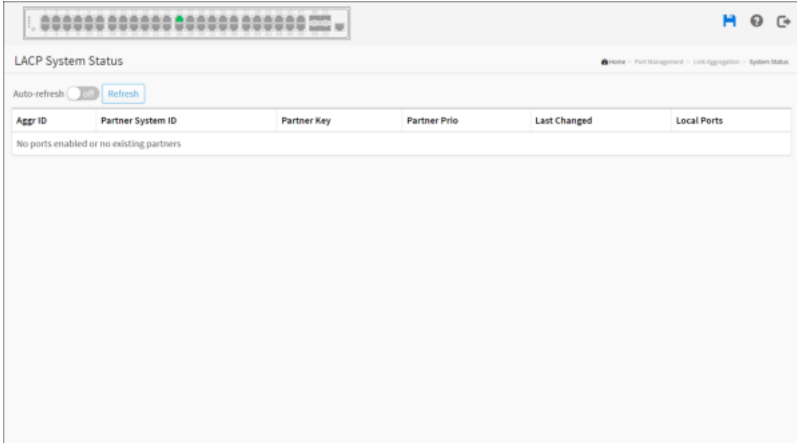 LACP System Status
Home > Port Management > Link Aggregation > System Status
Auto-refresh off Refresh
Aggr ID Partner System ID Partner Key Partner Prio Last Changed Local Ports
No ports enabled or no existing partners